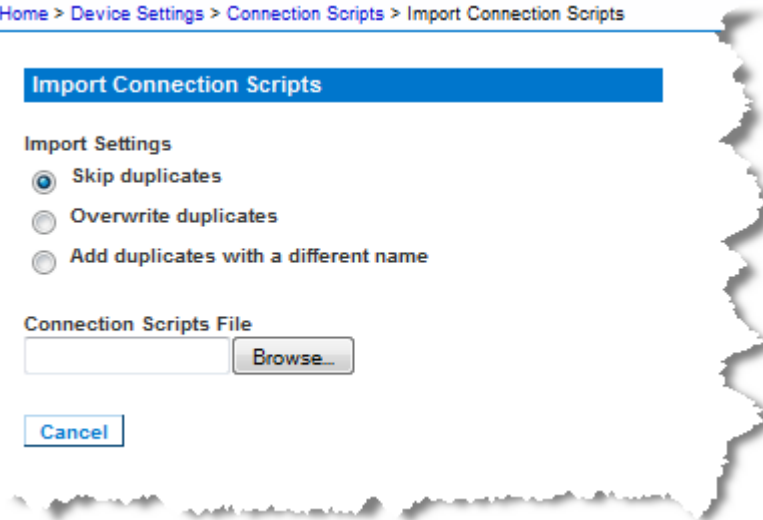 Home > Device Settings > Connection Scripts > Import Connection Scripts
Import Connection Scripts
Import Settings
Skip duplicates
Overwrite duplicates
Add duplicates with a different name
Connection Scripts File
Browse...
Cancel